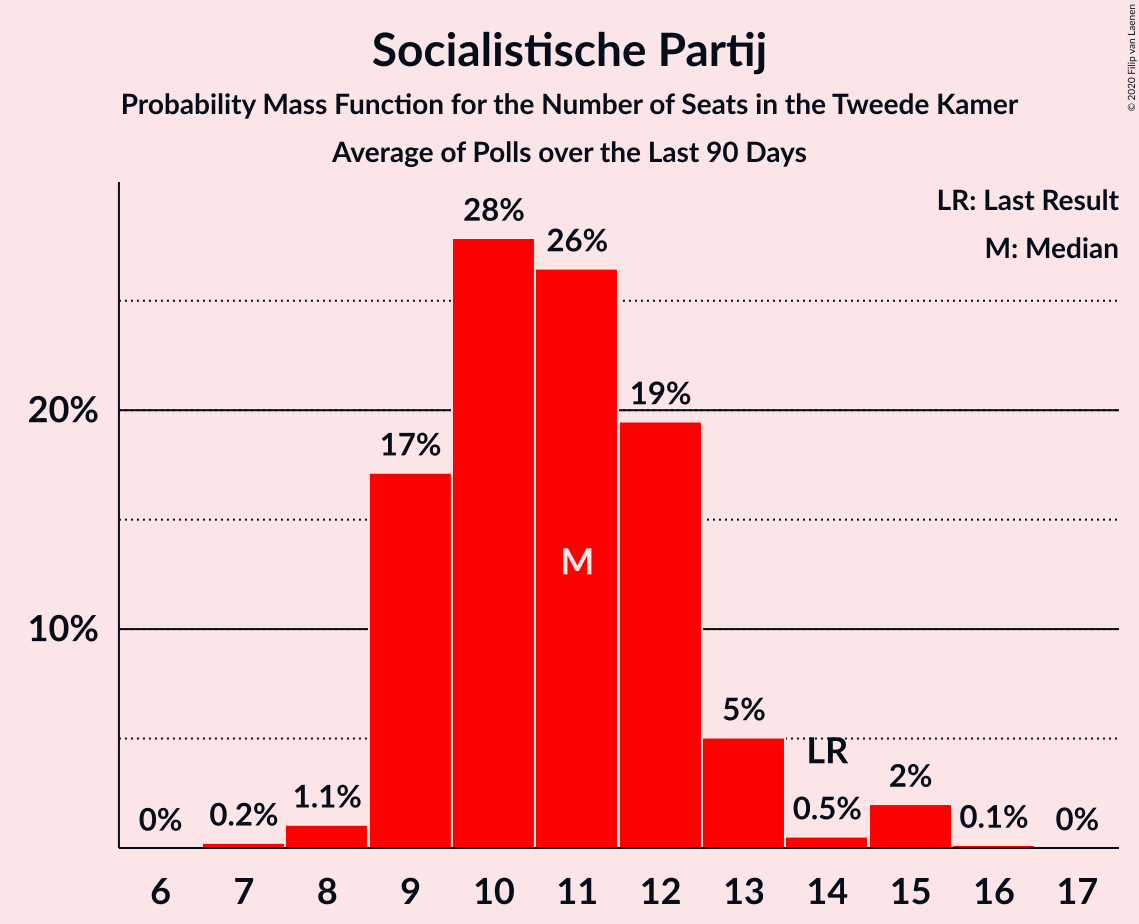 Socialistische Partij
Probability Mass Function for the Number of Seats in the Tweede Kamer
Average of Polls over the Last 90 Days
© 2020 Filip van Laenen
LR: Last Result
M: Median
28%
26%
20%
19%
17%
M
10%
5%
LR
2%
1.1%
0%
0.2%
0.5%
0.1%
0%
6 7 8 9 10 11 12 13 14 15 16 17